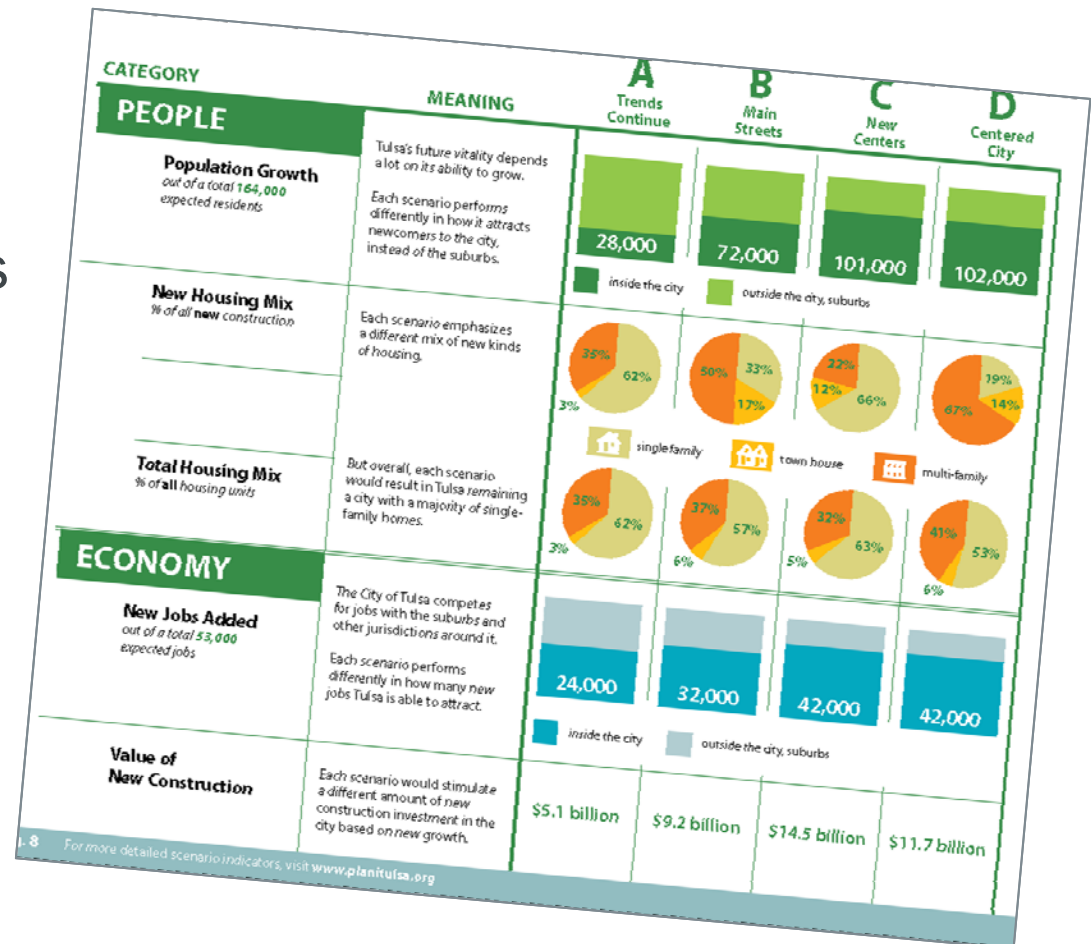 s
CATEGORY
MEANING
A
Trends
Continue
B
Main
Streets
C
New
Centers
D
Centered
City
PEOPLE
Population Growth
out of a total 164,000
expected residents
Tulsa's future vitality depends
a lot on its ability to grow.
Each scenario performs
differently in how it attracts
newcomers to the city,
instead of the suburbs.
28,000
72,000
101,000
102,000
inside the city
outside the city, suburbs
New Housing Mix
% of all new construction
Each scenario emphasizes
a different mix of new kinds
of housing.
35%
62%
3%
50%
33%
17%
22%
12%
66%
19%
14%
67%
single family
town house
multi-family
Total Housing Mix
% of all housing units
But overall, each scenario
would result in Tulsa remaining
a city with a majority of single-
family homes.
35%
62%
3%
37%
57%
6%
32%
63%
5%
41%
53%
6%
ECONOMY
New Jobs Added
out of a total 53,000
expected jobs
The City of Tulsa competes
for jobs with the suburbs and
other jurisdictions around it.
Each scenario performs
differently in how many new
jobs Tulsa is able to attract.
24,000
32,000
42,000
42,000
inside the city
outside the city, suburbs
Value of
New Construction
Each scenario would stimulate
a different amount of new
construction investment in the
city based on new growth.
$5.1 billion
$9.2 billion
$14.5 billion
$11.7 billion
. 8 For more detailed scenario indicators, visit www.planitulsa.org